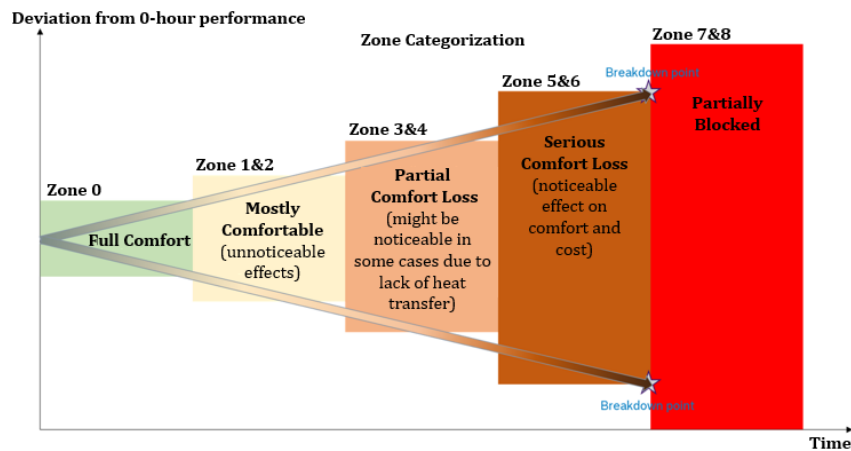 Deviation from 0-hour performance
Zone Categorization
Zone 0
Full Comfort
Zone 1&2
Mostly
Comfortable
(unnoticeable
effects)
Zone 3&4
Partial
Comfort Loss
(might be
noticeable in
some cases due to
lack of heat
transfer)
Zone 5&6
Serious
Comfort Loss
(noticeable
effect on
comfort and
cost)
Zone 7&8
Breakdown point
Partially
Blocked
Breakdown point
Time